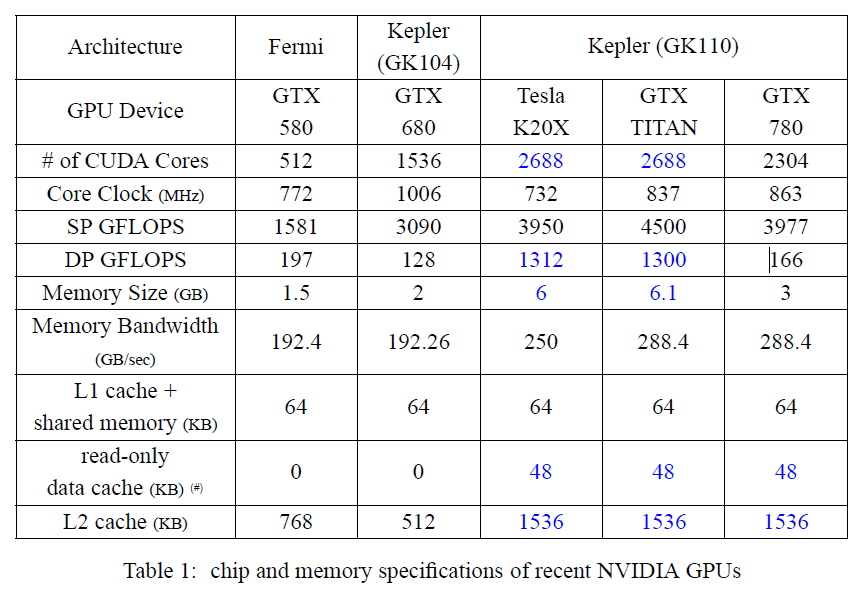 Architecture Fermi Kepler (GK104) Kepler (GK110)
GPU Device GTX 580 GTX 680 Tesla K20X GTX TITAN GTX 780
# of CUDA Cores 512 1536 2688 2688 2304
Core Clock (MHz) 772 1006 732 837 863
SP GFLOPS 1581 3090 3950 4500 3977
DP GFLOPS 197 128 1312 1300 166
Memory Size (GB) 1.5 2 6 6.1 3
Memory Bandwidth (GB/sec) 192.4 192.26 250 288.4 288.4
L1 cache + shared memory (KB) 64 64 64 64 64
read-only data cache (KB) (#) 0 0 48 48 48
L2 cache (KB) 768 512 1536 1536 1536
Table 1: chip and memory specifications of recent NVIDIA GPUs